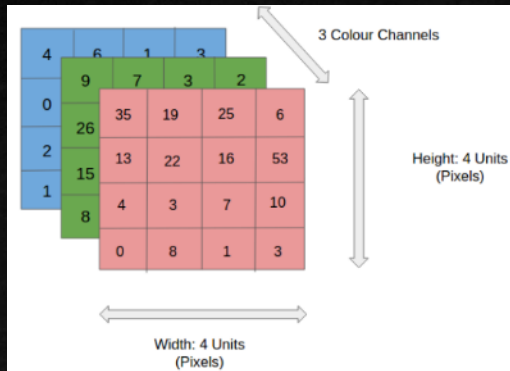 3 Colour Channels
4 6 1 3
9 7 3 2
0
35 19 25 6
26
13 22 16 53
2
15
4 3 7 10
1
8
0 8 1 3
Height: 4 Units
(Pixels)
Width: 4 Units
(Pixels)